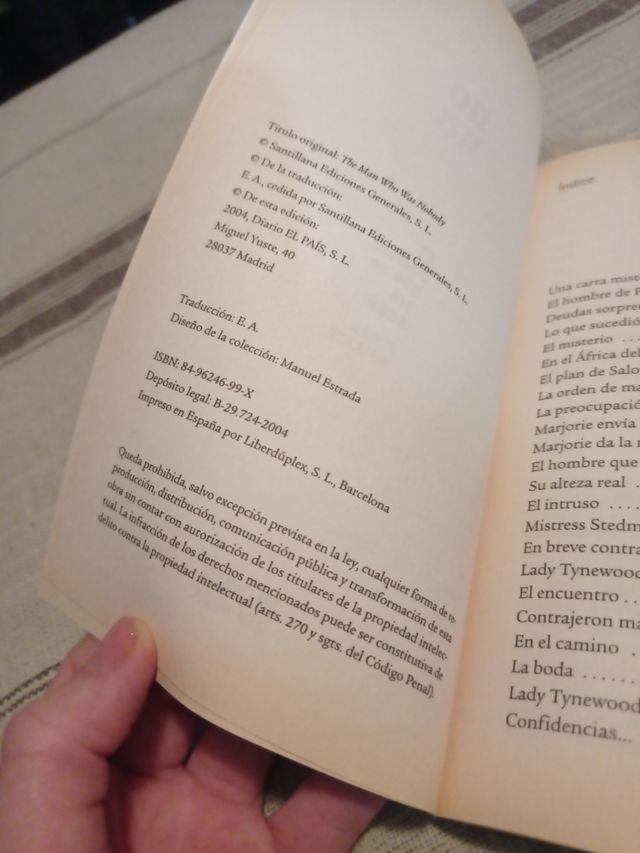 Título original: The Man Who Was Nobody
© Santillana Ediciones Generales, S. L.
© De la traducción:
E. A., cedida por Santillana Ediciones Generales, S. L.
© De esta edición:
2004, Diario EL PAÍS, S. L.
Miguel Yuste, 40
28037 Madrid
Traducción: E. A.
Diseño de la colección: Manuel Estrada
ISBN: 84-96246-99-X
Depósito legal: B-29.724-2004
Impreso en España por Liberdúplex, S. L., Barcelona
Queda prohibida, salvo excepción prevista en la ley, cualquier forma de re-
producción, distribución, comunicación pública y transformación de esta
obra sin contar con autorización de los titulares de la propiedad intelec-
tual. La infracción de los derechos mencionados puede ser constitutiva de
delito contra la propiedad intelectual (arts. 270 y sgts. del Código Penal).
Índice
Una carta mist
El hombre de
Deudas sorpre
Lo que sucedió
El misterio ...
En el África del
El plan de Salo
La orden de ma
La preocupació
Marjorie envía
Marjorie da la
El hombre que
Su alteza real .
El intruso ....
Mistress Stedm
En breve contra
Lady Tynewood
El encuentro ..
Contrajeron ma
En el camino .
La boda ......
Lady Tynewood
Confidencias...